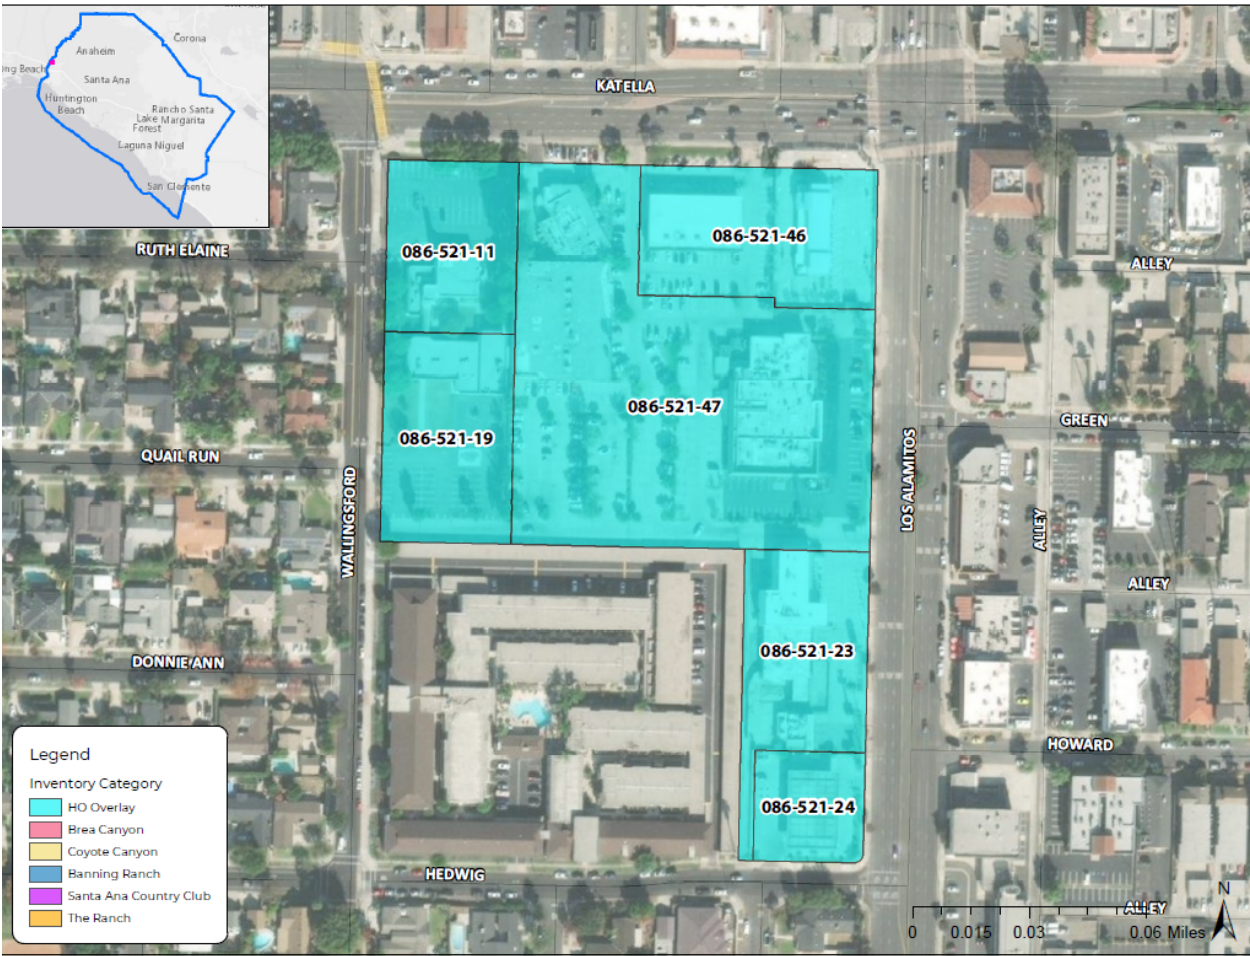 Anaheim
Corona
ong Beach
Santa Ana
Huntington
Beach
Rancho Santa
Lake Margarita
Forest
Laguna Niguel
San Clemente
KATELLA
RUTH ELAINE
086-521-11
086-521-46
ALLEY
086-521-47
GREEN
086-521-19
QUAIL RUN
WALLINGSFORD
LOS ALAMITOS
ALLEY
ALLEY
DONNIE ANN
086-521-23
HOWARD
086-521-24
HEDWIG
ALLEY
Legend
Inventory Category
HO Overlay
Brea Canyon
Coyote Canyon
Banning Ranch
Santa Ana Country Club
The Ranch
N
0 0.015 0.03 0.06 Miles